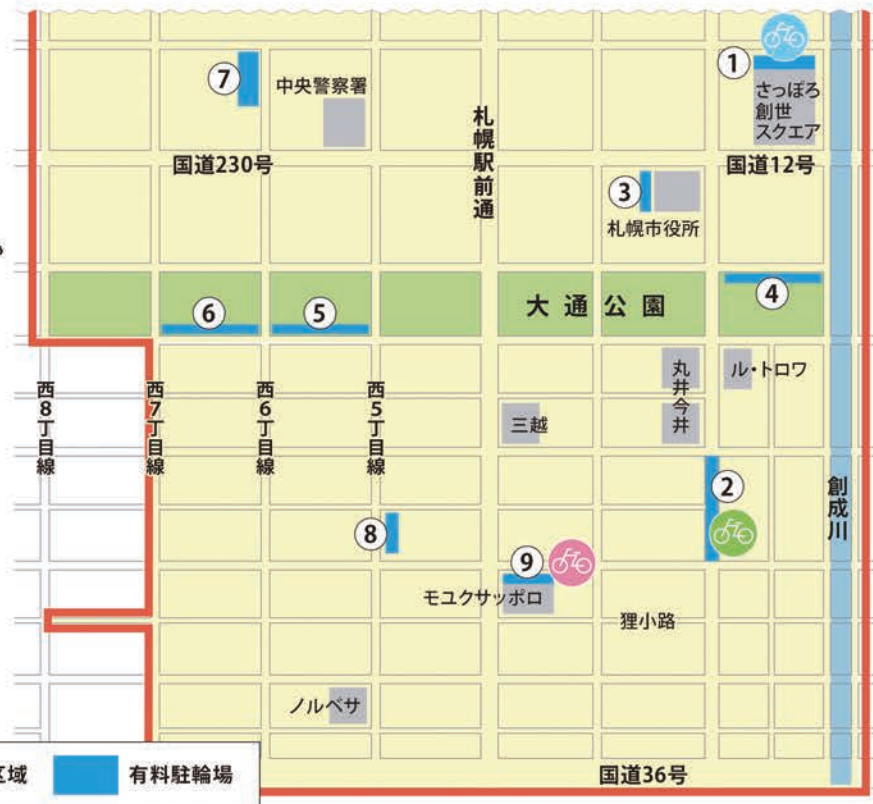 ⑦
中央警察署
①
さっぽろ
創世
スクエア
札幌駅前通
国道230号
国道12号
③
札幌市役所
⑥
⑤
大通公園
④
丸井今井
ル・トロワ
西8丁目線
西7丁目線
西6丁目線
西5丁目線
三越
②
創成川
⑧
⑨
モユクサッポロ
狸小路
ノルベサ
区域
有料駐輪場
国道36号